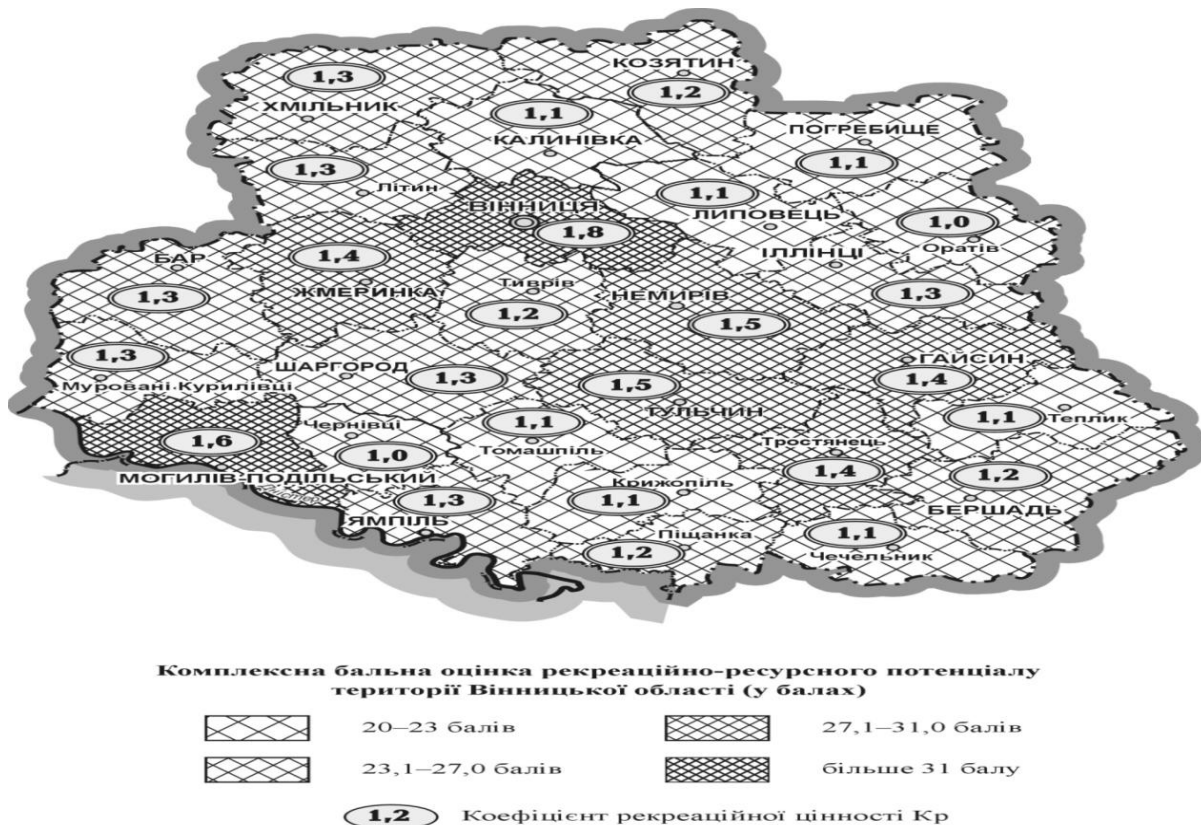 КОЗЯТИН
1,3
1,2
ХМІЛЬНИК
1,1
КАЛИНІВКА
ПОГРЕБИЩЕ
1,1
1,3
Літин
1,1
ВІННИЦЯ
ЛИПОВЕЦЬ
1,0
1,8
Оратів
ІЛЛІНЦІ
БАР
1,4
ЖМЕРИНКА
Тиврів
НЕМИРІВ
1,3
1,3
1,2
1,5
1,3
ШАРГОРОД
ГАЙСИН
1,3
1,5
1,4
Муровані Курилівці
ТУЛЬЧИН
1,1
Теплик
1,1
Чернівці
1,6
Томашпіль
Тростянець
1,0
1,4
МОГИЛІВ-ПОДІЛЬСЬКИЙ
Крижопіль
1,2
1,3
1,1
БЕРШАДЬ
ЯМПІЛЬ
Піщанка
1,1
1,2
Чечельник
Комплексна бальна оцінка рекреаційно-ресурсного потенціалу
території Вінницької області (у балах)
20–23 балів
27,1–31,0 балів
23,1–27,0 балів
більше 31 балу
1,2 Коефіцієнт рекреаційної цінності Кр